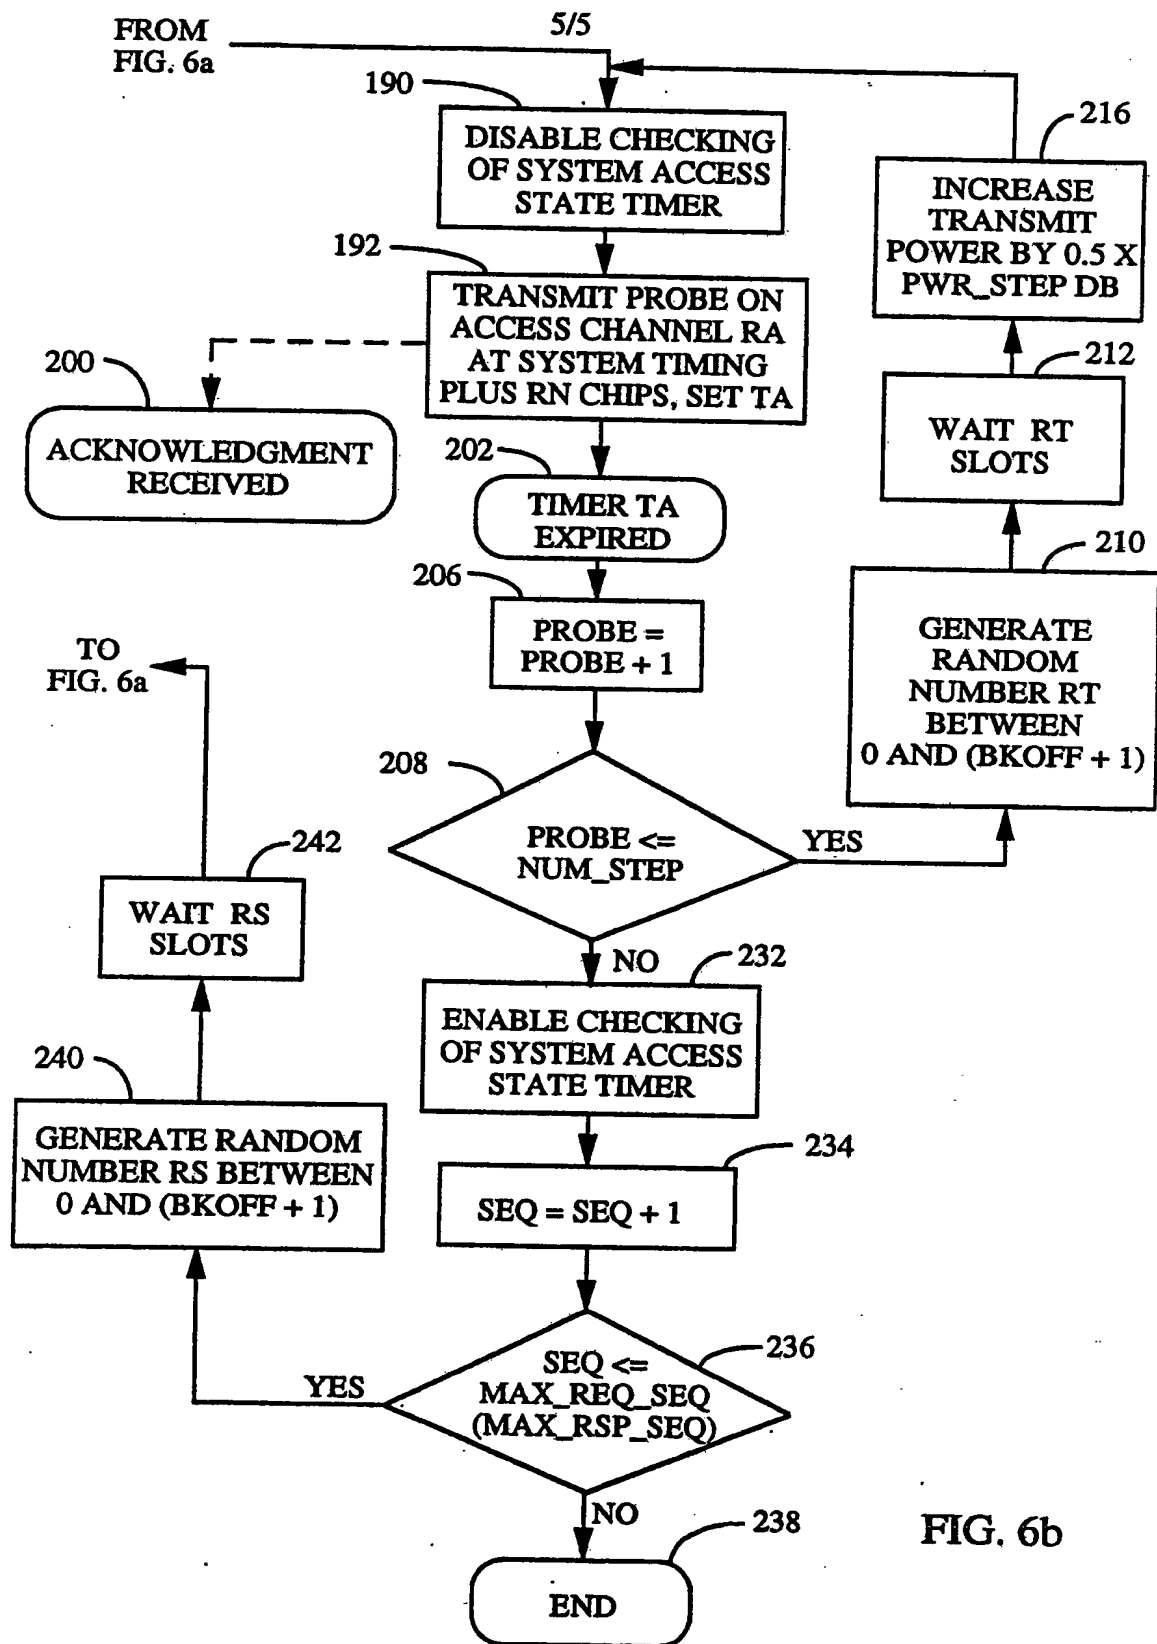 5/5
FROM
FIG. 6a
190
DISABLE CHECKING
OF SYSTEM ACCESS
STATE TIMER
216
INCREASE
TRANSMIT
POWER BY 0.5 X
PWR_STEP DB
192
TRANSMIT PROBE ON
ACCESS CHANNEL RA
AT SYSTEM TIMING
PLUS RN CHIPS, SET TA
200
ACKNOWLEDGMENT
RECEIVED
212
WAIT RT
SLOTS
202
TIMER TA
EXPIRED
210
GENERATE
RANDOM
NUMBER RT
BETWEEN
0 AND (BKOFF + 1)
206
PROBE =
PROBE + 1
TO
FIG. 6a
208
PROBE <=
NUM_STEP
YES
NO
242
WAIT RS
SLOTS
232
ENABLE CHECKING
OF SYSTEM ACCESS
STATE TIMER
240
GENERATE RANDOM
NUMBER RS BETWEEN
0 AND (BKOFF + 1)
234
SEQ = SEQ + 1
236
SEQ <=
MAX_REQ_SEQ
(MAX_RSP_SEQ)
YES
NO
238
END
FIG. 6b